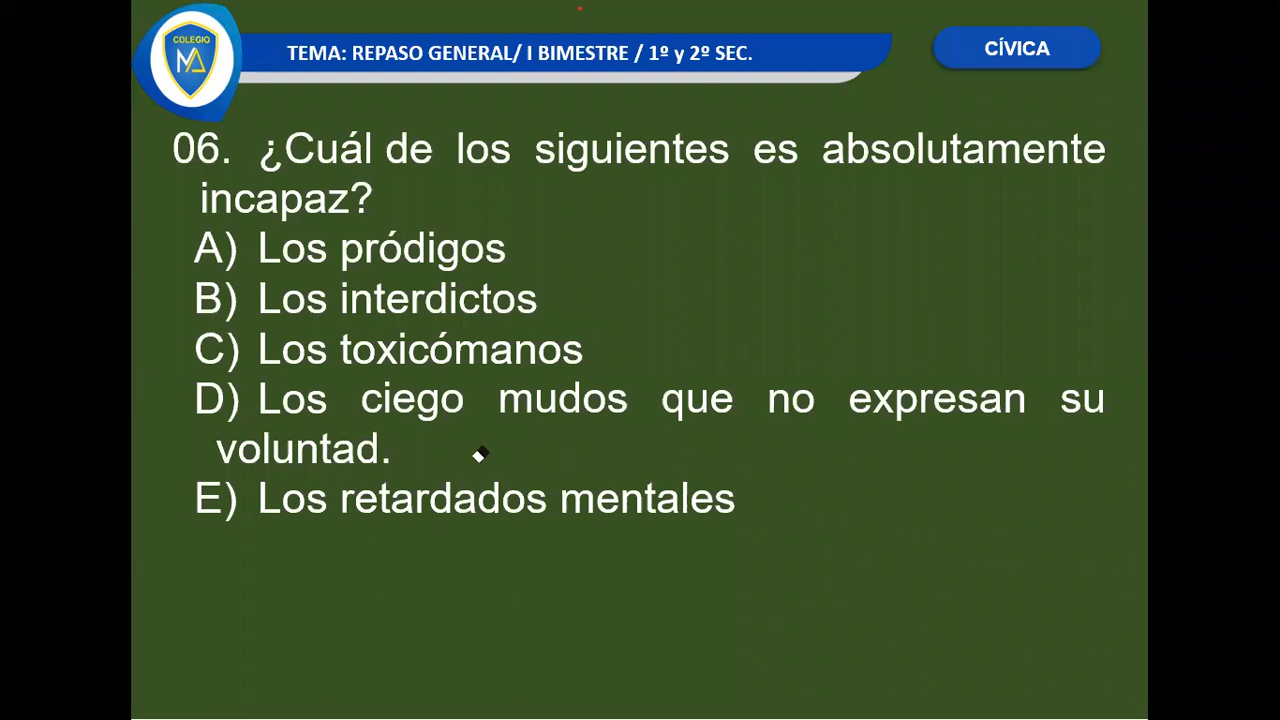 COLEGIO
MA
TEMA: REPASO GENERAL/ I BIMESTRE / 1º y 2º SEC.
CÍVICA
06. ¿Cuál de los siguientes es absolutamente
incapaz?
A) Los pródigos
B) Los interdictos
C) Los toxicómanos
D) Los ciego mudos que no expresan su
voluntad.
E) Los retardados mentales